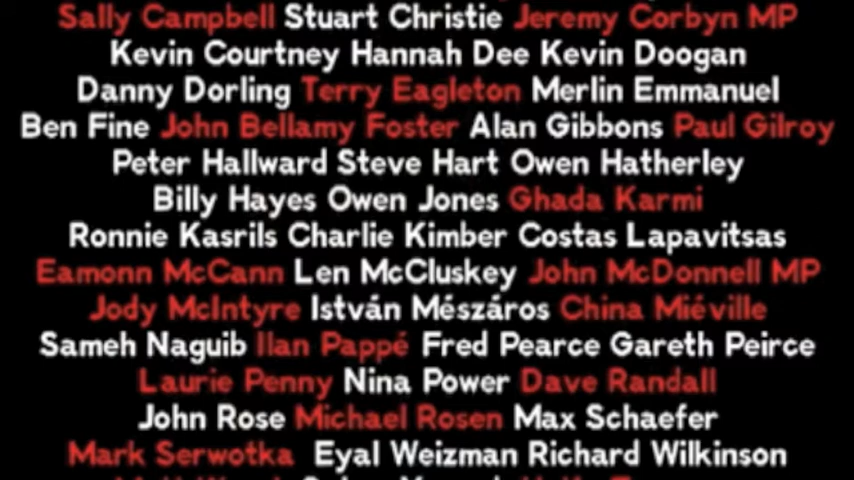 Sally Campbell Stuart Christie Jeremy Corbyn MP
Kevin Courtney Hannah Dee Kevin Doogan
Danny Dorling Terry Eagleton Merlin Emmanuel
Ben Fine John Bellamy Foster Alan Gibbons Paul Gilroy
Peter Hallward Steve Hart Owen Hatherley
Billy Hayes Owen Jones Ghada Karmi
Ronnie Kasrils Charlie Kimber Costas Lapavitsas
Eamonn McCann Len McCluskey John McDonnell MP
Jody McIntyre István Mészáros China Miéville
Sameh Naguib Ilan Pappé Fred Pearce Gareth Peirce
Laurie Penny Nina Power Dave Randall
John Rose Michael Rosen Max Schaefer
Mark Serwotka Eyal Weizman Richard Wilkinson